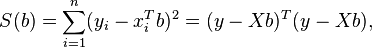 S(b) = \sum_{i=1}^{n} (y_i - x_i^T b)^2 = (y - Xb)^T (y - Xb),